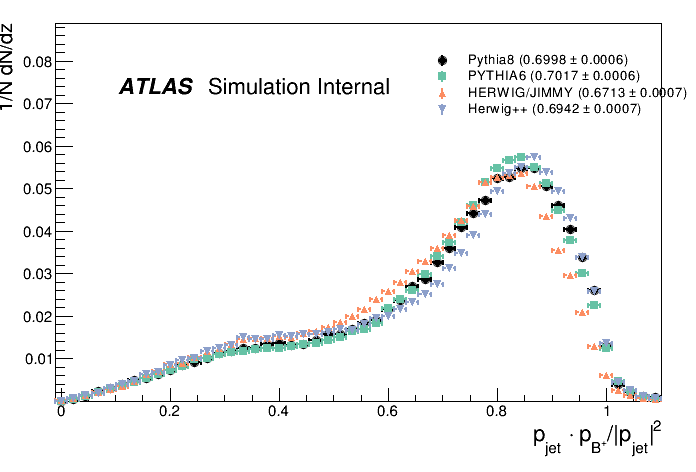 1/N dN/dz
0.08
0.07
0.06
0.05
0.04
0.03
0.02
0.01
ATLAS Simulation Internal
Pythia8 (0.6998 ± 0.0006)
PYTHIA6 (0.7017 ± 0.0006)
HERWIG/JIMMY (0.6713 ± 0.0007)
Herwig++ (0.6942 ± 0.0007)
0 0.2 0.4 0.6 0.8 1
p_jet · p_B⁺/|p_jet|²